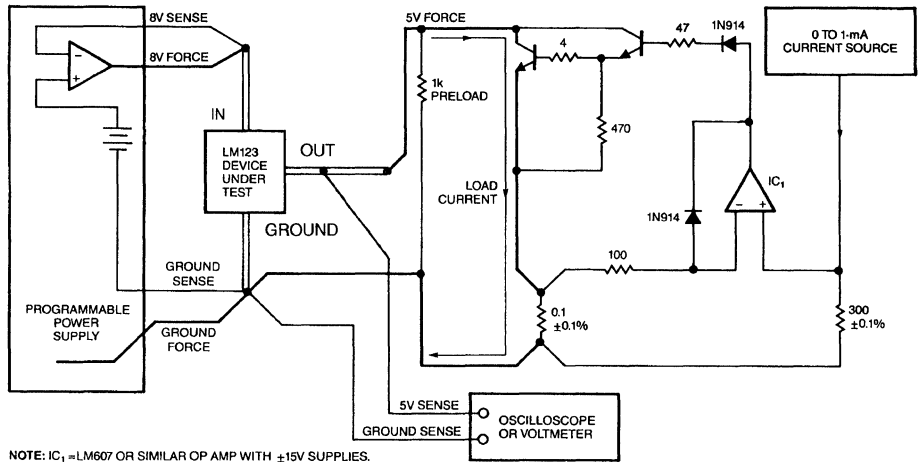 8V SENSE
8V FORCE
IN
LM123
DEVICE
UNDER
TEST
OUT
GROUND
GROUND
SENSE
PROGRAMMABLE
POWER
SUPPLY
GROUND
FORCE
5V FORCE
1k
PRELOAD
LOAD
CURRENT
4
470
47
1N914
0 TO 1-mA
CURRENT SOURCE
IC1
1N914
100
0.1
±0.1%
300
±0.1%
5V SENSE
GROUND SENSE
OSCILLOSCOPE
OR VOLTMETER
NOTE: IC1 = LM607 OR SIMILAR OP AMP WITH ±15V SUPPLIES.